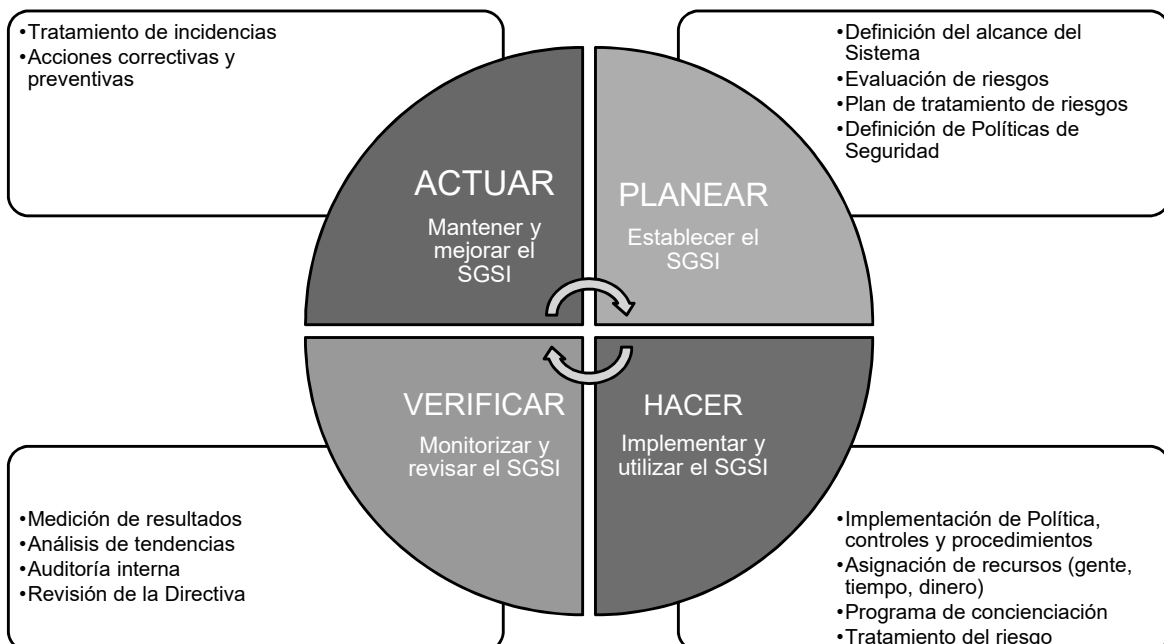 •Tratamiento de incidencias
•Acciones correctivas y
preventivas
•Definición del alcance del
Sistema
•Evaluación de riesgos
•Plan de tratamiento de riesgos
•Definición de Políticas de
Seguridad
ACTUAR
Mantener y
mejorar el
SGSI
PLANEAR
Establecer el
SGSI
VERIFICAR
Monitorizar y
revisar el SGSI
HACER
Implementar y
utilizar el SGSI
•Medición de resultados
•Análisis de tendencias
•Auditoría interna
•Revisión de la Directiva
•Implementación de Política,
controles y procedimientos
•Asignación de recursos (gente,
tiempo, dinero)
•Programa de concienciación
•Tratamiento del riesgo